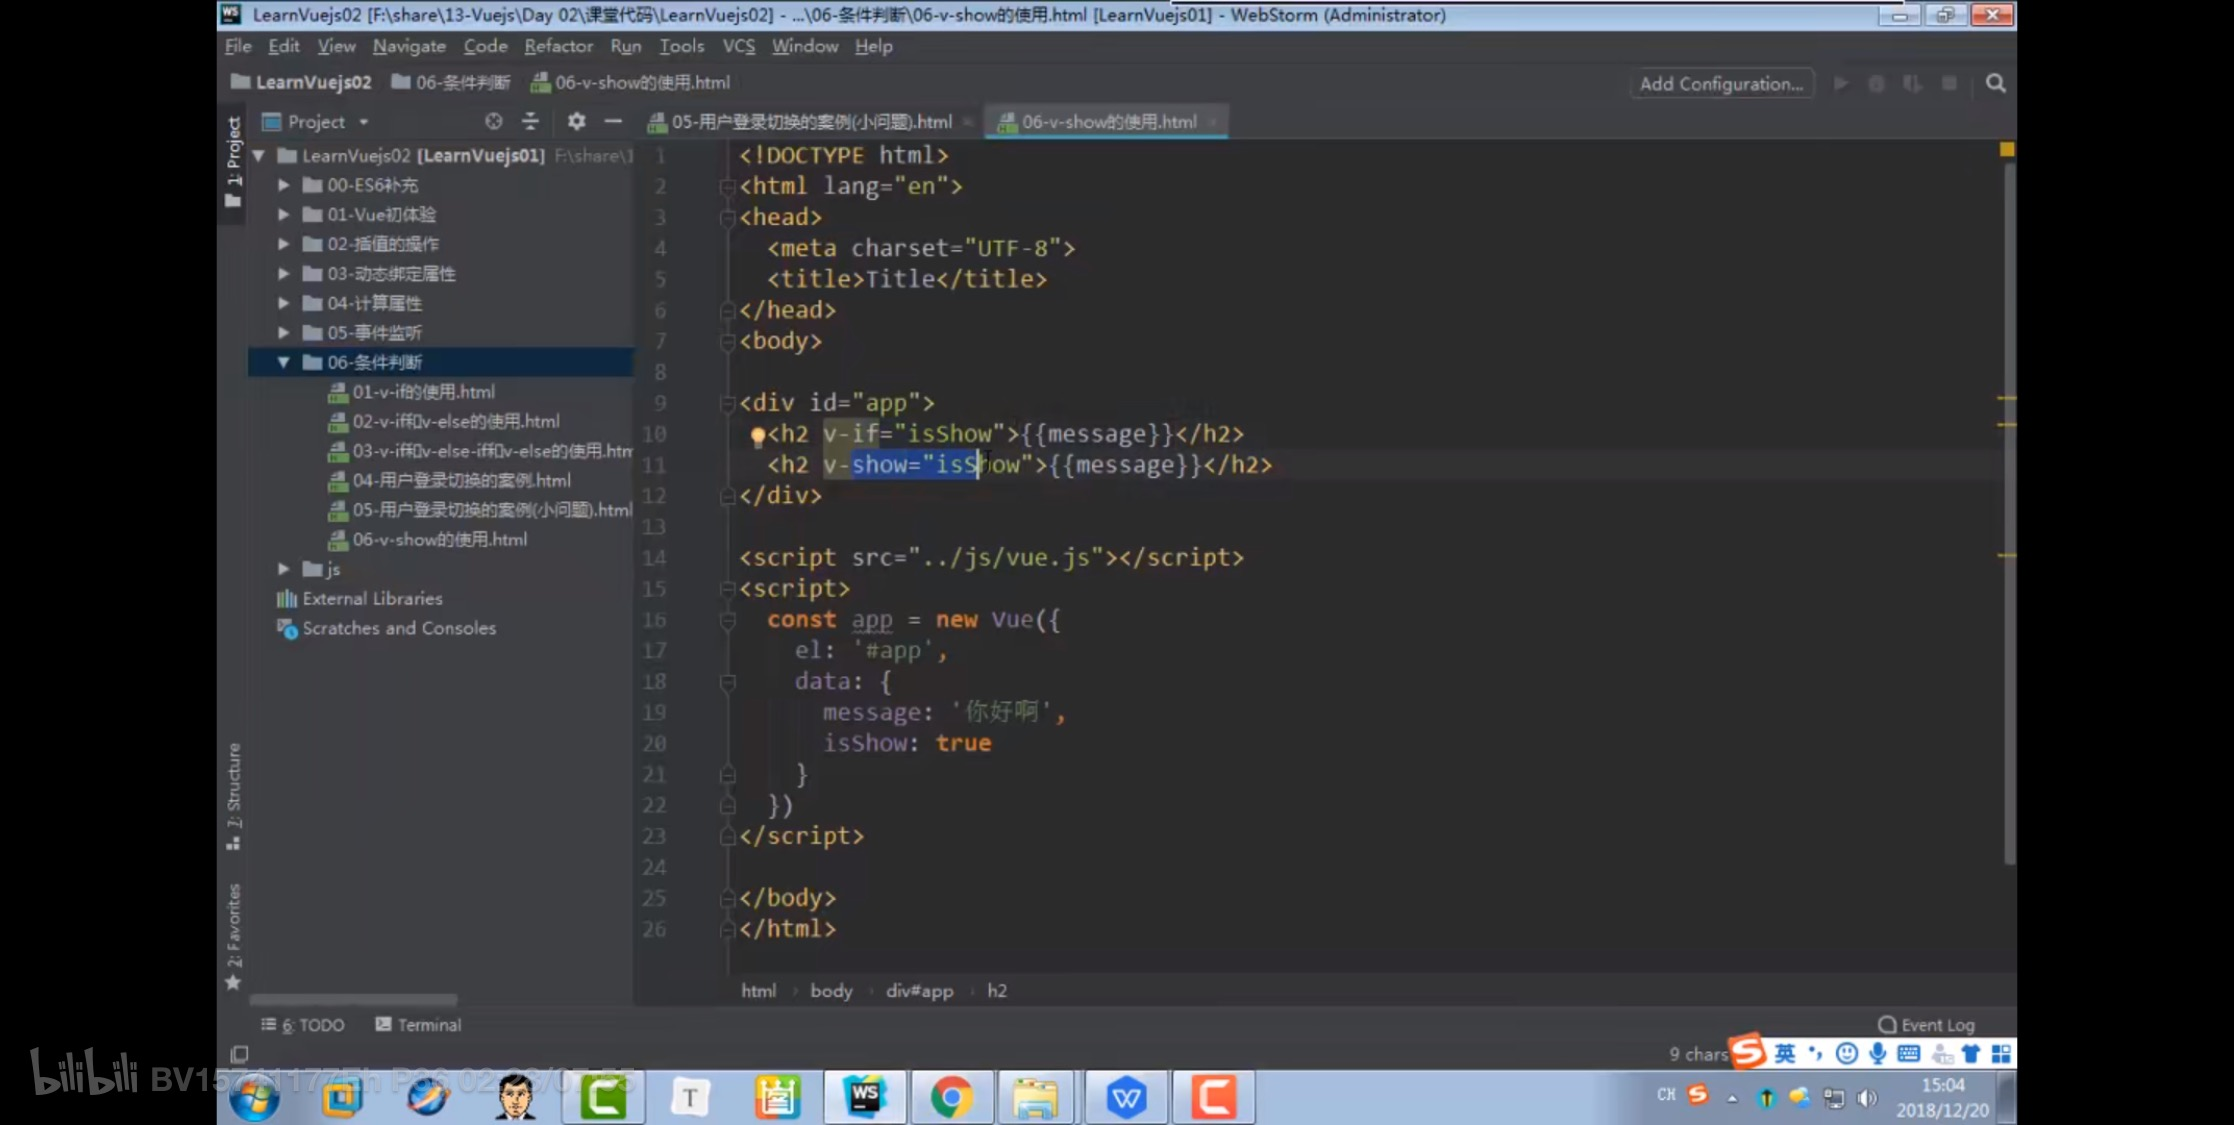 LearnVuejs02 [F:\share\13-Vuejs\Day 02\课堂代码\LearnVuejs02] - ...\06-条件判断\06-v-show的使用.html [LearnVuejs01] - WebStorm (Administrator)
File Edit View Navigate Code Refactor Run Tools VCS Window Help
LearnVuejs02 06-条件判断 06-v-show的使用.html Add Configuration...
Project 05-用户登录切换的案例(小问题).html 06-v-show的使用.html
1: Project
LearnVuejs02 [LearnVuejs01] F:\share\1
00-ES6补充
01-Vue初体验
02-插值的操作
03-动态绑定属性
04-计算属性
05-事件监听
06-条件判断
01-v-if的使用.html
02-v-if和v-else的使用.html
03-v-if和v-else-if和v-else的使用.htm
04-用户登录切换的案例.html
05-用户登录切换的案例(小问题).html
06-v-show的使用.html
js
External Libraries
Scratches and Consoles
7: Structure
2: Favorites
1 <!DOCTYPE html>
2 <html lang="en">
3 <head>
4 <meta charset="UTF-8">
5 <title>Title</title>
6 </head>
7 <body>
8
9 <div id="app">
10 <h2 v-if="isShow">{{message}}</h2>
11 <h2 v-show="isShow">{{message}}</h2>
12 </div>
13
14 <script src="../js/vue.js"></script>
15 <script>
16 const app = new Vue({
17 el: '#app',
18 data: {
19 message: '你好啊',
20 isShow: true
21 }
22 })
23 </script>
24
25 </body>
26 </html>
html body div#app h2
6: TODO Terminal Event Log
9 chars 英
bilibili
CH 15:04
2018/12/20